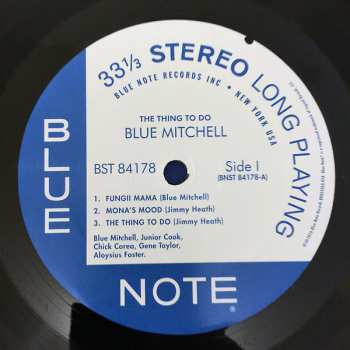 33⅓ STEREO LONG PLAYING
BLUE NOTE RECORDS INC • NEW YORK USA
THE THING TO DO
BLUE MITCHELL
BST 84178
Side I
(BNST 84178-A)
1. FUNGII MAMA (Blue Mitchell)
2. MONA'S MOOD (Jimmy Heath)
3. THE THING TO DO (Jimmy Heath)
Blue Mitchell, Junior Cook,
Chick Corea, Gene Taylor,
Aloysius Foster.
BLUE
NOTE®